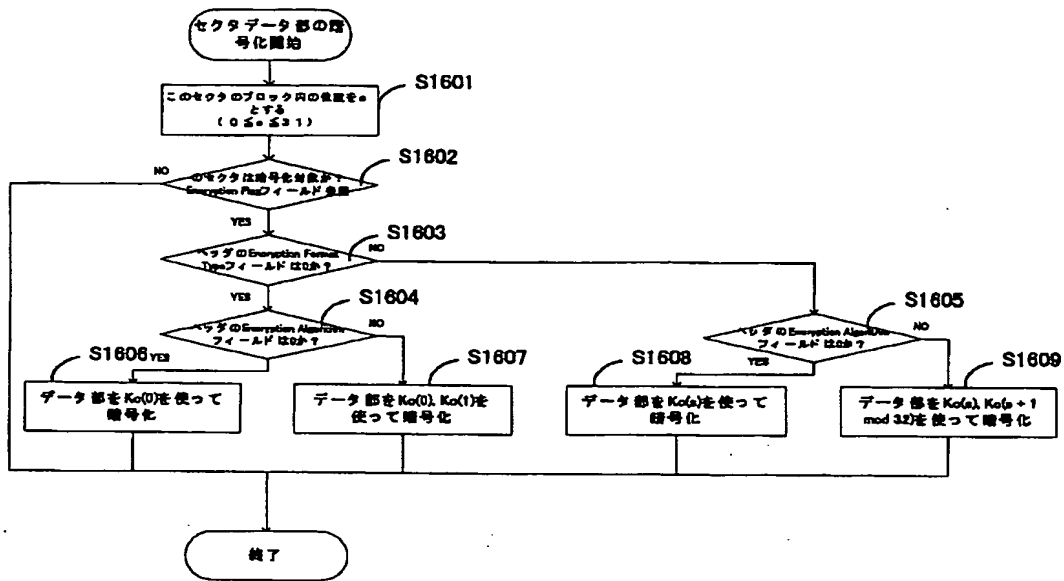 セクタデータ部の暗
号化開始
S1601
このセクタのブロック内の位置をs
とする
( 0 ≦ s ≦ 3 1 )
S1602
NO
のセクタは暗号化対象か?
Encryption Flagフィールド 参照
YES
S1603
NO
ヘッダのEncryption Format
Typeフィールド は0か?
YES
S1604
ヘッダのEncryption Algorithm
フィールド は0か?
NO
S1605
ヘッダのEncryption Algorithm
フィールド は0か?
NO
S1606
YES
S1607
S1608
YES
S1609
データ部をKo(0)を使って
暗号化
データ部をKo(0), Ko(1)を
使って暗号化
データ部をKo(s)を使って
暗号化
データ部をKo(s), Ko(s + 1
mod 32)を使って暗号化
終了